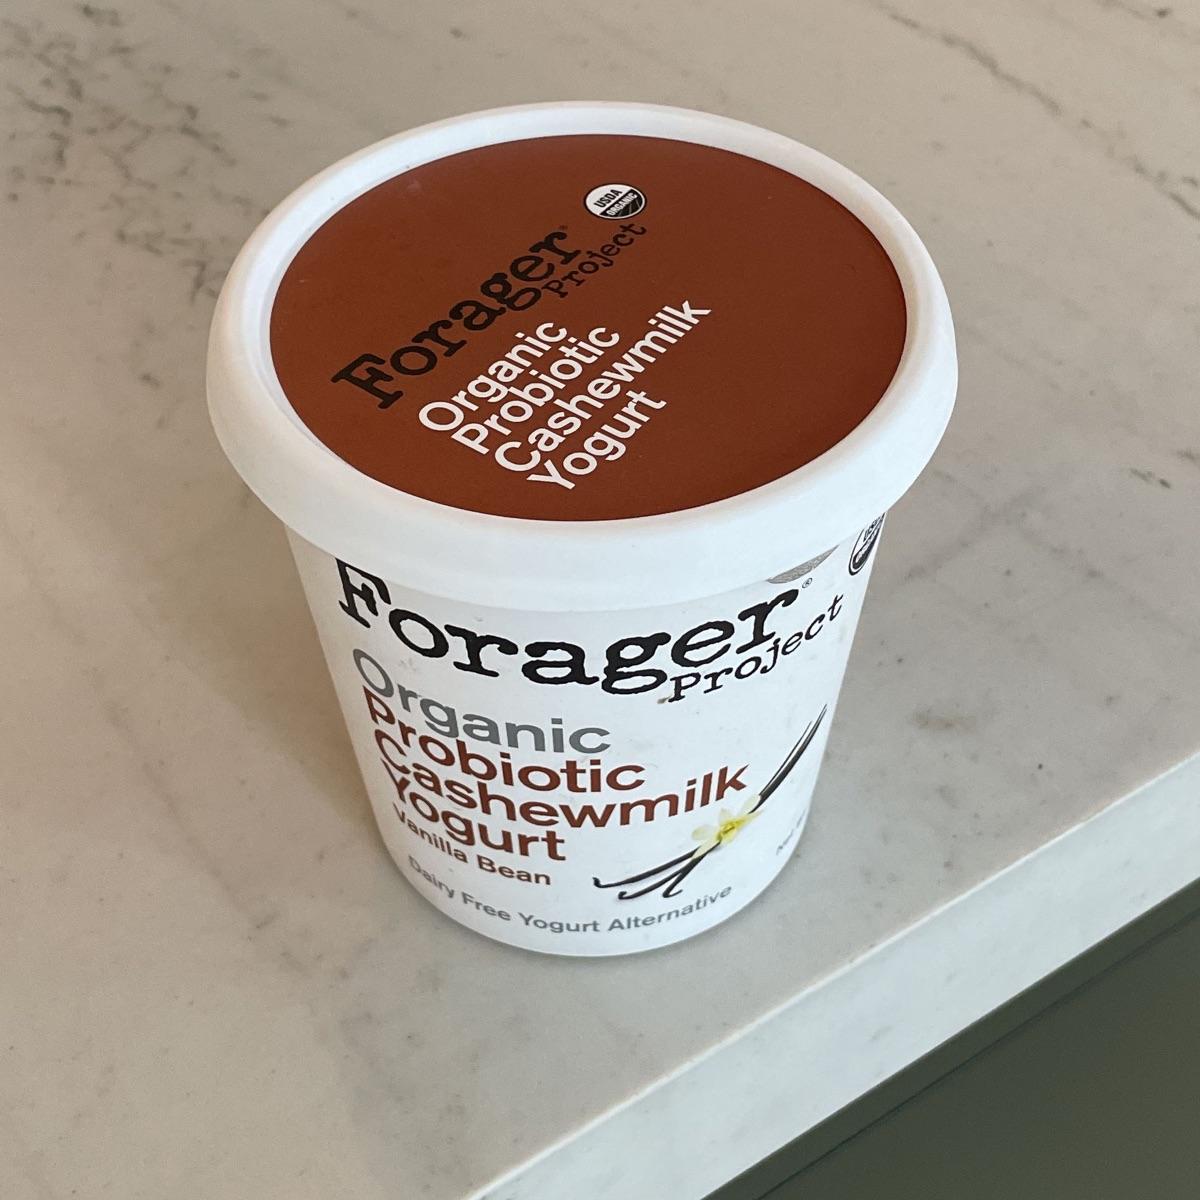 USDA
ORGANIC
Forager
Project
Organic
Probiotic
Cashewmilk
Yogurt
Forager®
Project
Organic
Probiotic
Cashewmilk
Yogurt
Vanilla Bean
Dairy Free Yogurt Alternative